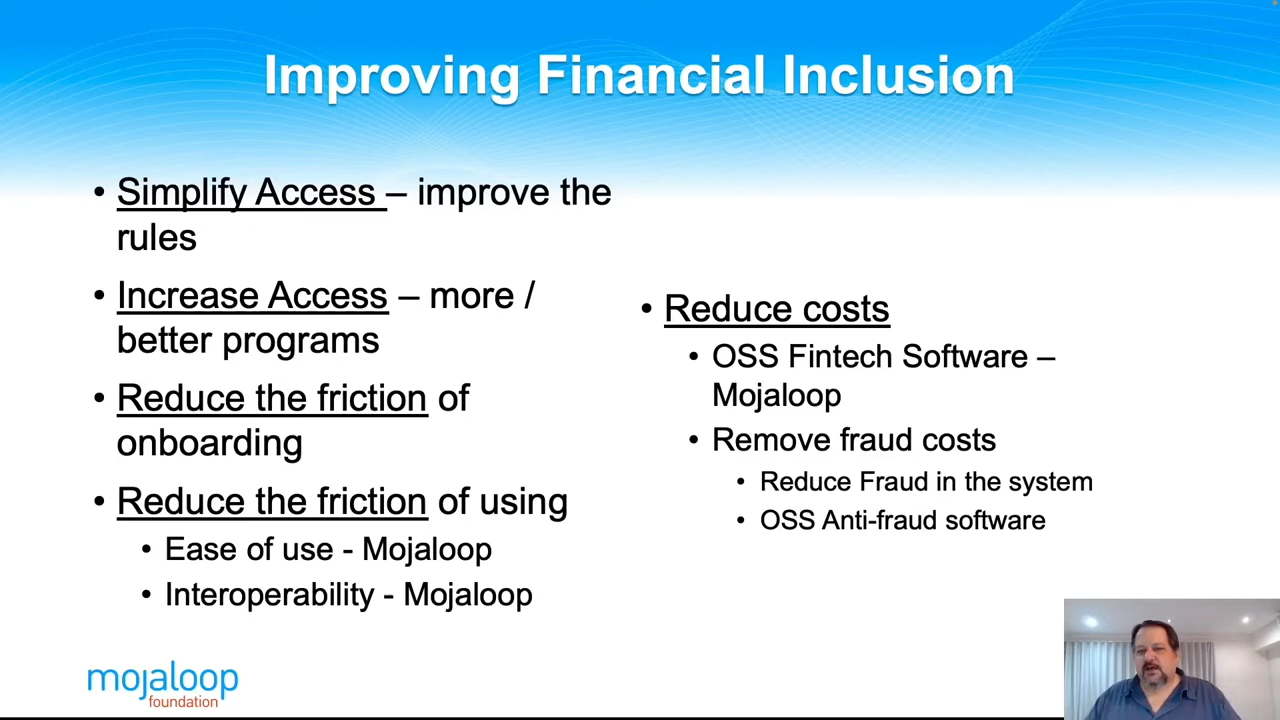 Improving Financial Inclusion
• Simplify Access – improve the
rules
• Increase Access – more /
better programs
• Reduce the friction of
onboarding
• Reduce the friction of using
• Ease of use - Mojaloop
• Interoperability - Mojaloop
• Reduce costs
• OSS Fintech Software –
Mojaloop
• Remove fraud costs
• Reduce Fraud in the system
• OSS Anti-fraud software
mojaloop
foundation